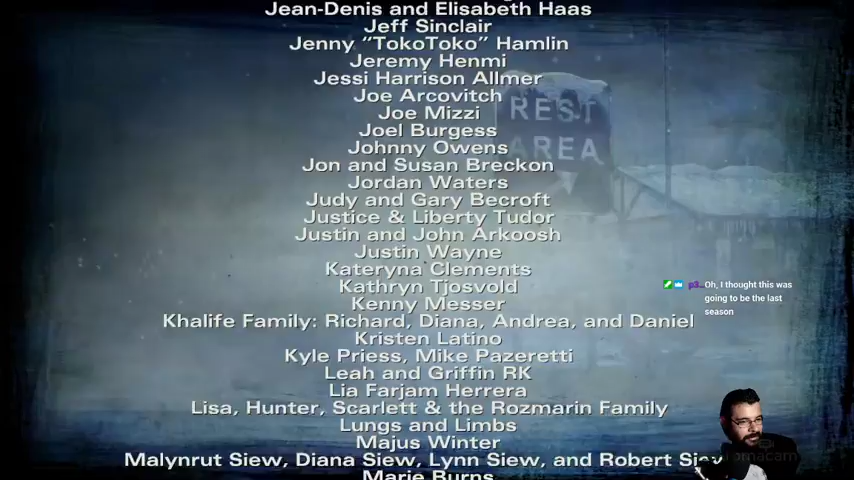 Jean-Denis and Elisabeth Haas
Jeff Sinclair
Jenny "TokoToko" Hamlin
Jeremy Henmi
Jessi Harrison Allmer
Joe Arcovitch
Joe Mizzi
Joel Burgess
Johnny Owens
Jon and Susan Breckon
Jordan Waters
Judy and Gary Becroft
Justice & Liberty Tudor
Justin and John Arkoosh
Justin Wayne
Kateryna Clements
Kathryn Tjosvold
Kenny Messer
Khalife Family: Richard, Diana, Andrea, and Daniel
Kristen Latino
Kyle Priess, Mike Pazeretti
Leah and Griffin RK
Lia Farjam Herrera
Lisa, Hunter, Scarlett & the Rozmarin Family
Lungs and Limbs
Majus Winter
Malynrut Siew, Diana Siew, Lynn Siew, and Robert
Marie Burns
REST
AREA
Oh, I thought this was
going to be the last
season